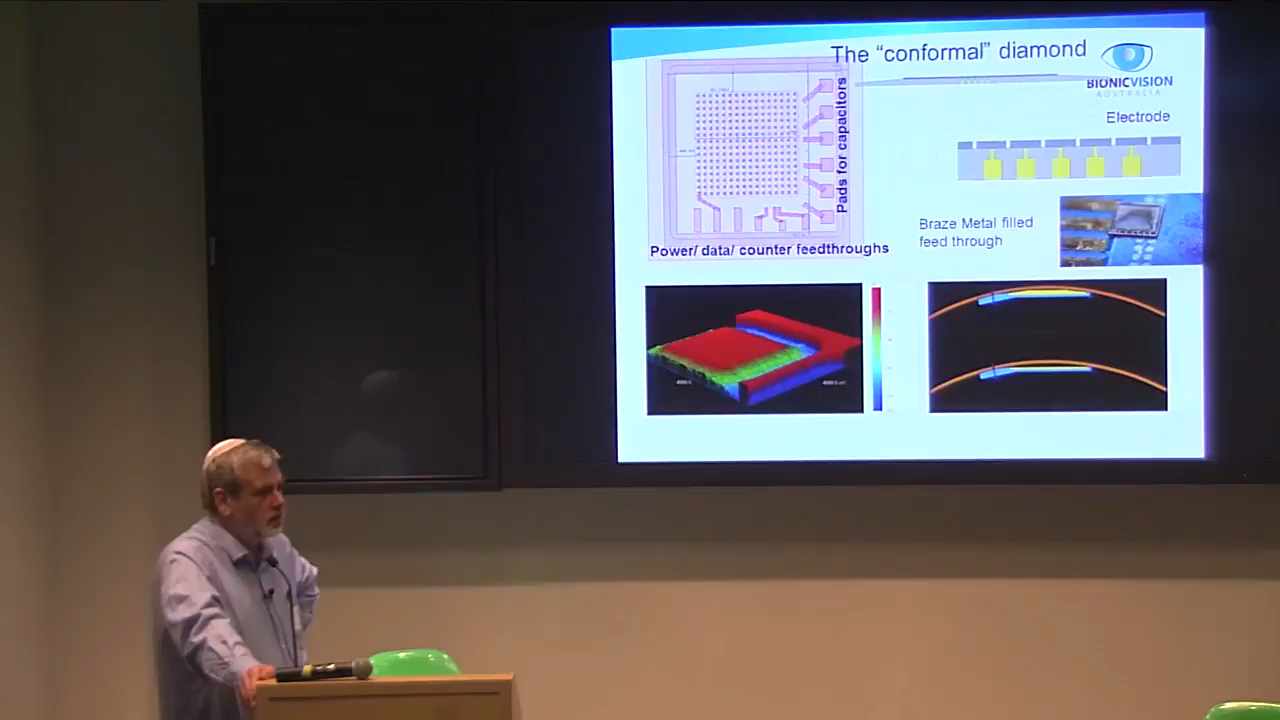 The "conformal" diamond
BIONICVISION
AUSTRALIA
Pads for capacitors
Electrode
Braze Metal filled
feed through
Power/ data/ counter feedthroughs